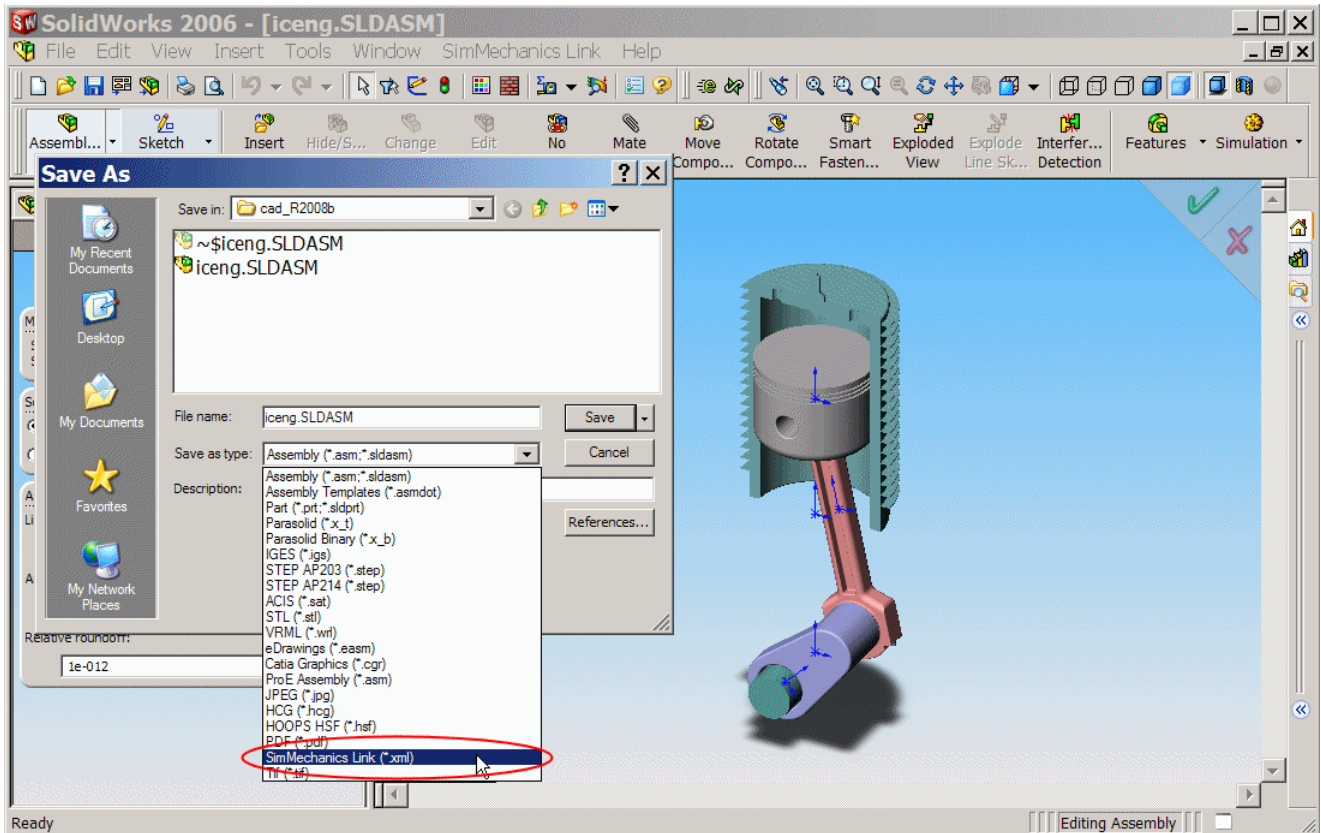 SolidWorks 2006 - [iceng.SLDASM]
File Edit View Insert Tools Window SimMechanics Link Help
Assembl... Sketch Insert Hide/S... Change Edit No Mate Move Rotate Smart Exploded Explode Interfer... Features Simulation
Compo... Compo... Fasten... View Line Sk... Detection
Save As
Save in: cad_R2008b
My Recent
Documents
Desktop
My Documents
Favorites
My Network
Places
~$iceng.SLDASM
iceng.SLDASM
File name: iceng.SLDASM Save
Save as type: Assembly (*.asm;*.sldasm) Cancel
Description:
References...
Assembly (*.asm;*.sldasm)
Assembly Templates (*.asmdot)
Part (*.prt;*.sldprt)
Parasolid (*.x_t)
Parasolid Binary (*.x_b)
IGES (*.igs)
STEP AP203 (*.step)
STEP AP214 (*.step)
ACIS (*.sat)
STL (*.stl)
VRML (*.wrl)
eDrawings (*.easm)
Catia Graphics (*.cgr)
ProE Assembly (*.asm)
JPEG (*.jpg)
HCG (*.hcg)
HOOPS HSF (*.hsf)
PDF (*.pdf)
SimMechanics Link (*.xml)
Tif (*.tif)
Relative roundoff:
1e-012
Ready
Editing Assembly